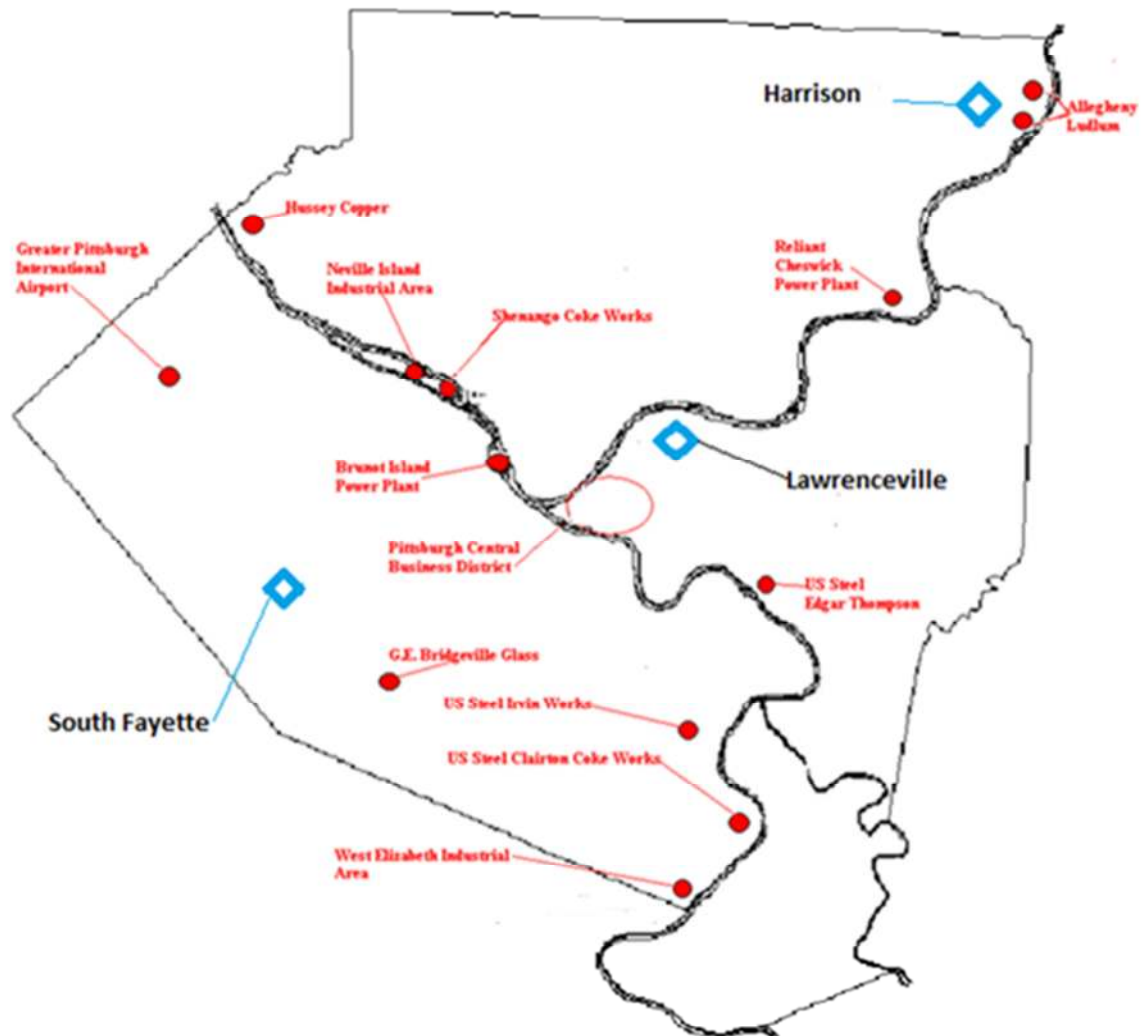 Harrison
Allegheny
Ludlum
Hussey Copper
Greater Pittsburgh
International
Airport
Neville Island
Industrial Area
Reliant
Cheswick
Power Plant
Shenango Coke Works
Brunot Island
Power Plant
Lawrenceville
Pittsburgh Central
Business District
US Steel
Edgar Thompson
G.E. Bridgeville Glass
South Fayette
US Steel Irvin Works
US Steel Clairton Coke Works
West Elizabeth Industrial
Area